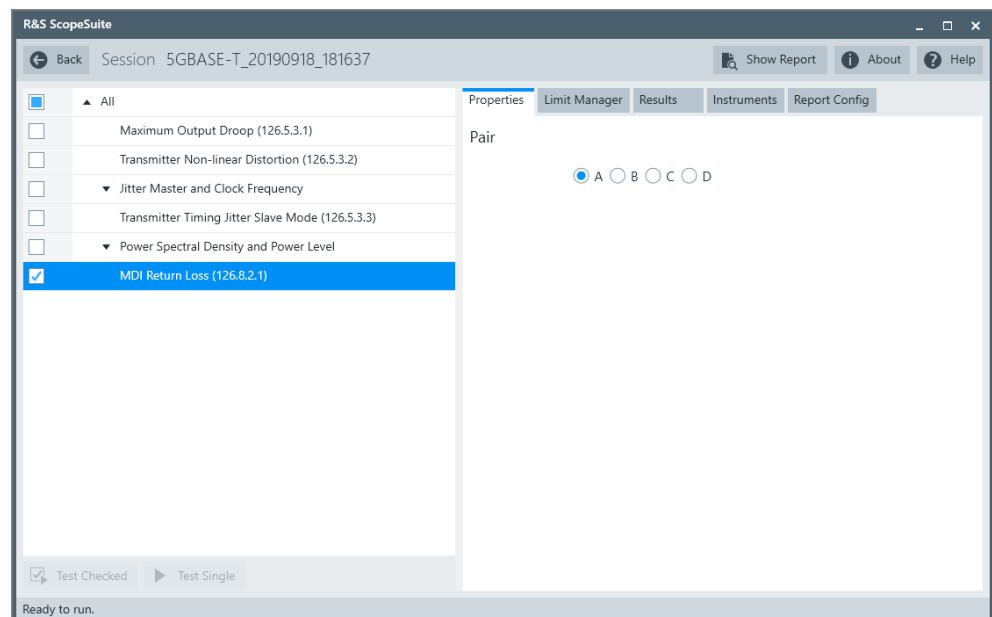 R&S ScopeSuite
Back Session 5GBASE-T_20190918_181637 Show Report About Help
All
Maximum Output Droop (126.5.3.1)
Transmitter Non-linear Distortion (126.5.3.2)
Jitter Master and Clock Frequency
Transmitter Timing Jitter Slave Mode (126.5.3.3)
Power Spectral Density and Power Level
MDI Return Loss (126.8.2.1)
Properties Limit Manager Results Instruments Report Config
Pair
A B C D
Test Checked Test Single
Ready to run.